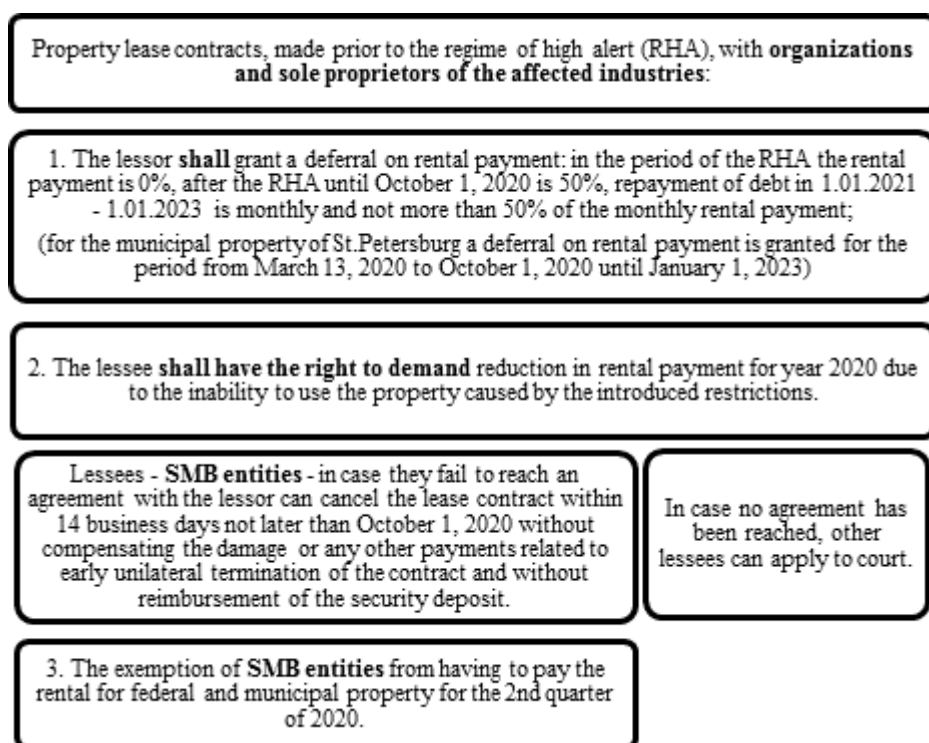 Property lease contracts, made prior to the regime of high alert (RHA), with organizations
and sole proprietors of the affected industries:
1. The lessor shall grant a deferral on rental payment: in the period of the RHA the rental
payment is 0%, after the RHA until October 1, 2020 is 50%, repayment of debt in 1.01.2021
- 1.01.2023 is monthly and not more than 50% of the monthly rental payment;
(for the municipal property of St.Petersburg a deferral on rental payment is granted for the
period from March 13, 2020 to October 1, 2020 until January 1, 2023)
2. The lessee shall have the right to demand reduction in rental payment for year 2020 due
to the inability to use the property caused by the introduced restrictions.
Lessees - SMB entities - in case they fail to reach an
agreement with the lessor can cancel the lease contract within
14 business days not later than October 1, 2020 without
compensating the damage or any other payments related to
early unilateral termination of the contract and without
reimbursement of the security deposit.
In case no agreement has
been reached, other
lessees can apply to court.
3. The exemption of SMB entities from having to pay the
rental for federal and municipal property for the 2nd quarter
of 2020.